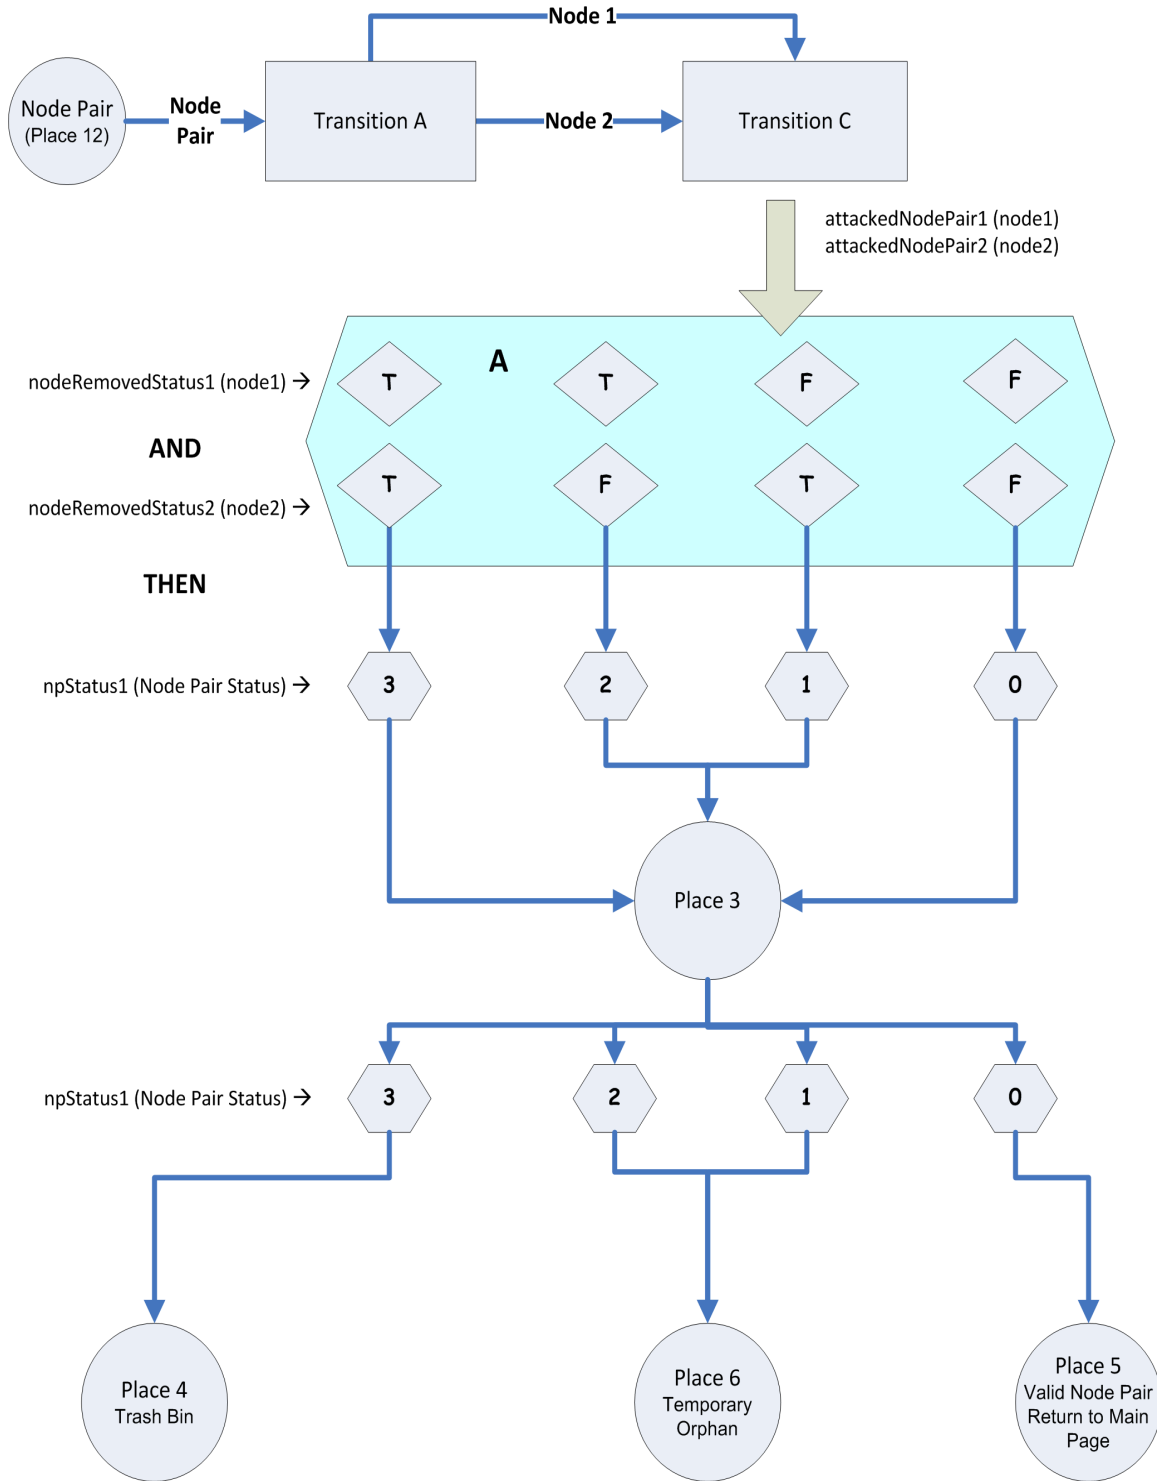 Node 1
Node Pair
(Place 12)
Node
Pair
Transition A
Node 2
Transition C
attackedNodePair1 (node1)
attackedNodePair2 (node2)
A
nodeRemovedStatus1 (node1) →
T
T
F
F
AND
nodeRemovedStatus2 (node2) →
T
F
T
F
THEN
npStatus1 (Node Pair Status) →
3
2
1
0
Place 3
npStatus1 (Node Pair Status) →
3
2
1
0
Place 4
Trash Bin
Place 6
Temporary
Orphan
Place 5
Valid Node Pair
Return to Main
Page